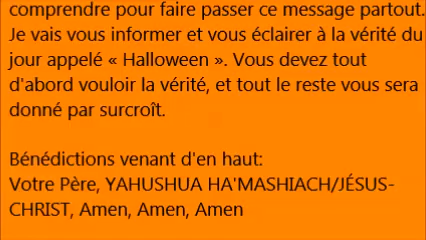 comprendre pour faire passer ce message partout.
Je vais vous informer et vous éclairer à la vérité du
jour appelé « Halloween ». Vous devez tout
d'abord vouloir la vérité, et tout le reste vous sera
donné par surcroît.

Bénédictions venant d'en haut:
Votre Père, YAHUSHUA HA'MASHIACH/JÉSUS-
CHRIST, Amen, Amen, Amen